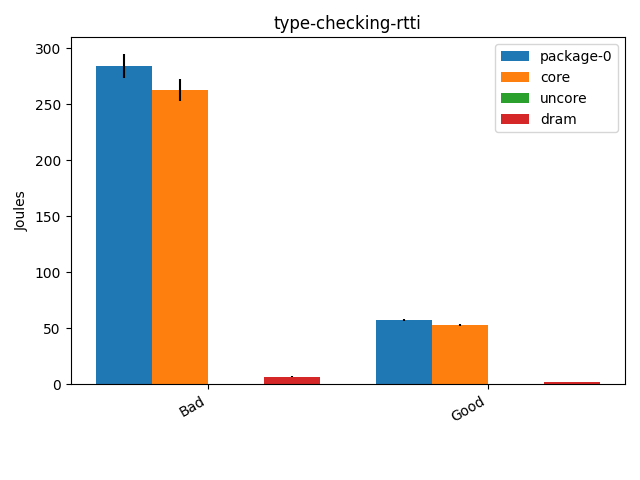 type-checking-rtti
package-0
core
uncore
dram
Joules
300
250
200
150
100
50
0
Bad
Good